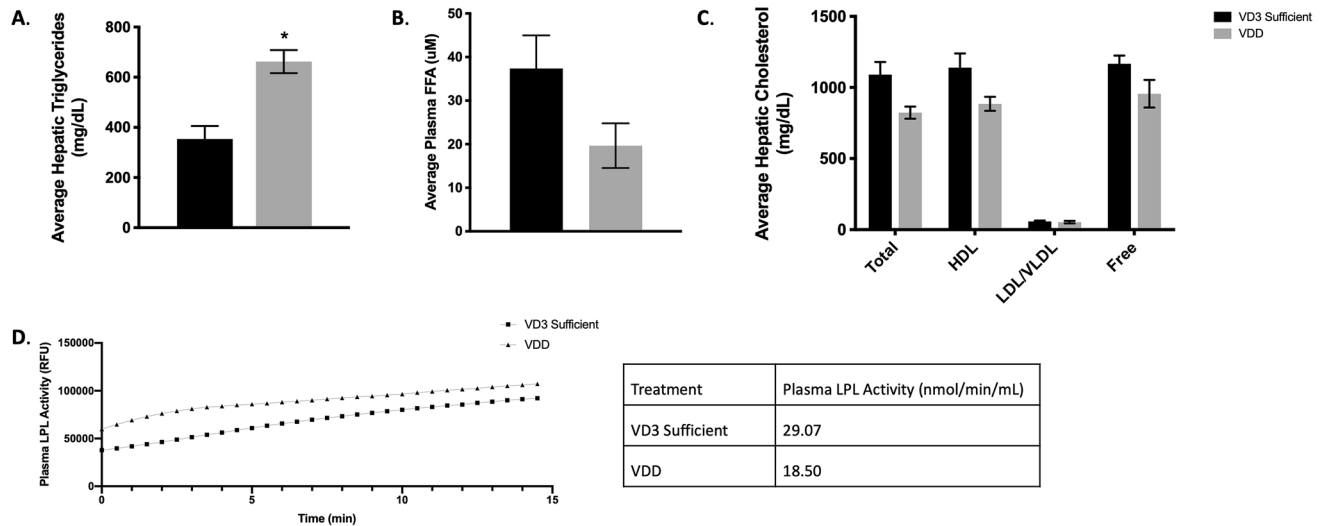 A.
Average Hepatic Triglycerides
(mg/dL)
800
600
400
200
0
*
B.
Average Plasma FFA (uM)
50
40
30
20
10
0
C.
Average Hepatic Cholesterol
(mg/dL)
1500
1000
500
0
Total
HDL
LDL/VLDL
Free
VD3 Sufficient
VDD
D.
VD3 Sufficient
VDD
Plasma LPL Activity (RFU)
150000
100000
50000
0
0
5
10
15
Time (min)
Treatment Plasma LPL Activity (nmol/min/mL)
VD3 Sufficient 29.07
VDD 18.50